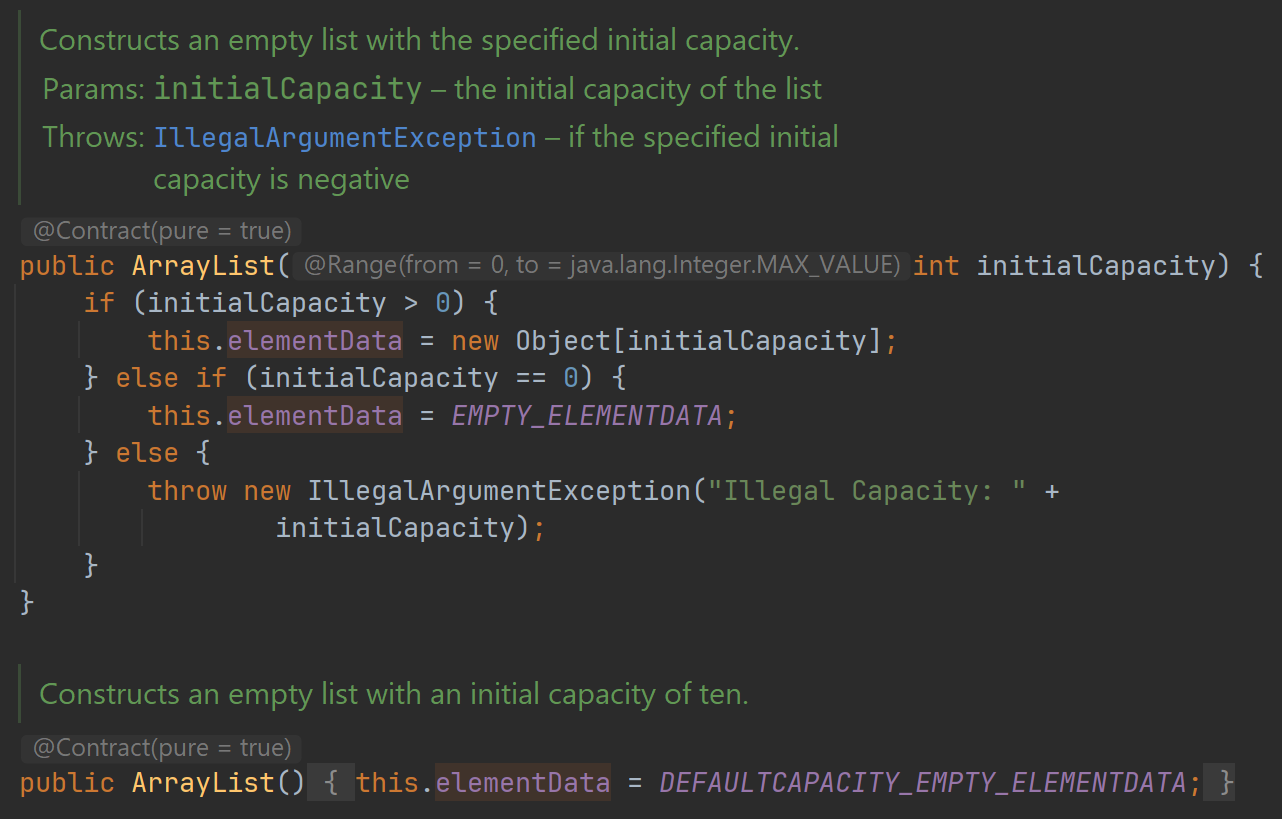 Constructs an empty list with the specified initial capacity.
Params: initialCapacity – the initial capacity of the list
Throws: IllegalArgumentException – if the specified initial
capacity is negative
@Contract(pure = true)
public ArrayList( @Range(from = 0, to = java.lang.Integer.MAX_VALUE) int initialCapacity) {
if (initialCapacity > 0) {
this.elementData = new Object[initialCapacity];
} else if (initialCapacity == 0) {
this.elementData = EMPTY_ELEMENTDATA;
} else {
throw new IllegalArgumentException("Illegal Capacity: " +
initialCapacity);
}
}
Constructs an empty list with an initial capacity of ten.
@Contract(pure = true)
public ArrayList() { this.elementData = DEFAULTCAPACITY_EMPTY_ELEMENTDATA; }